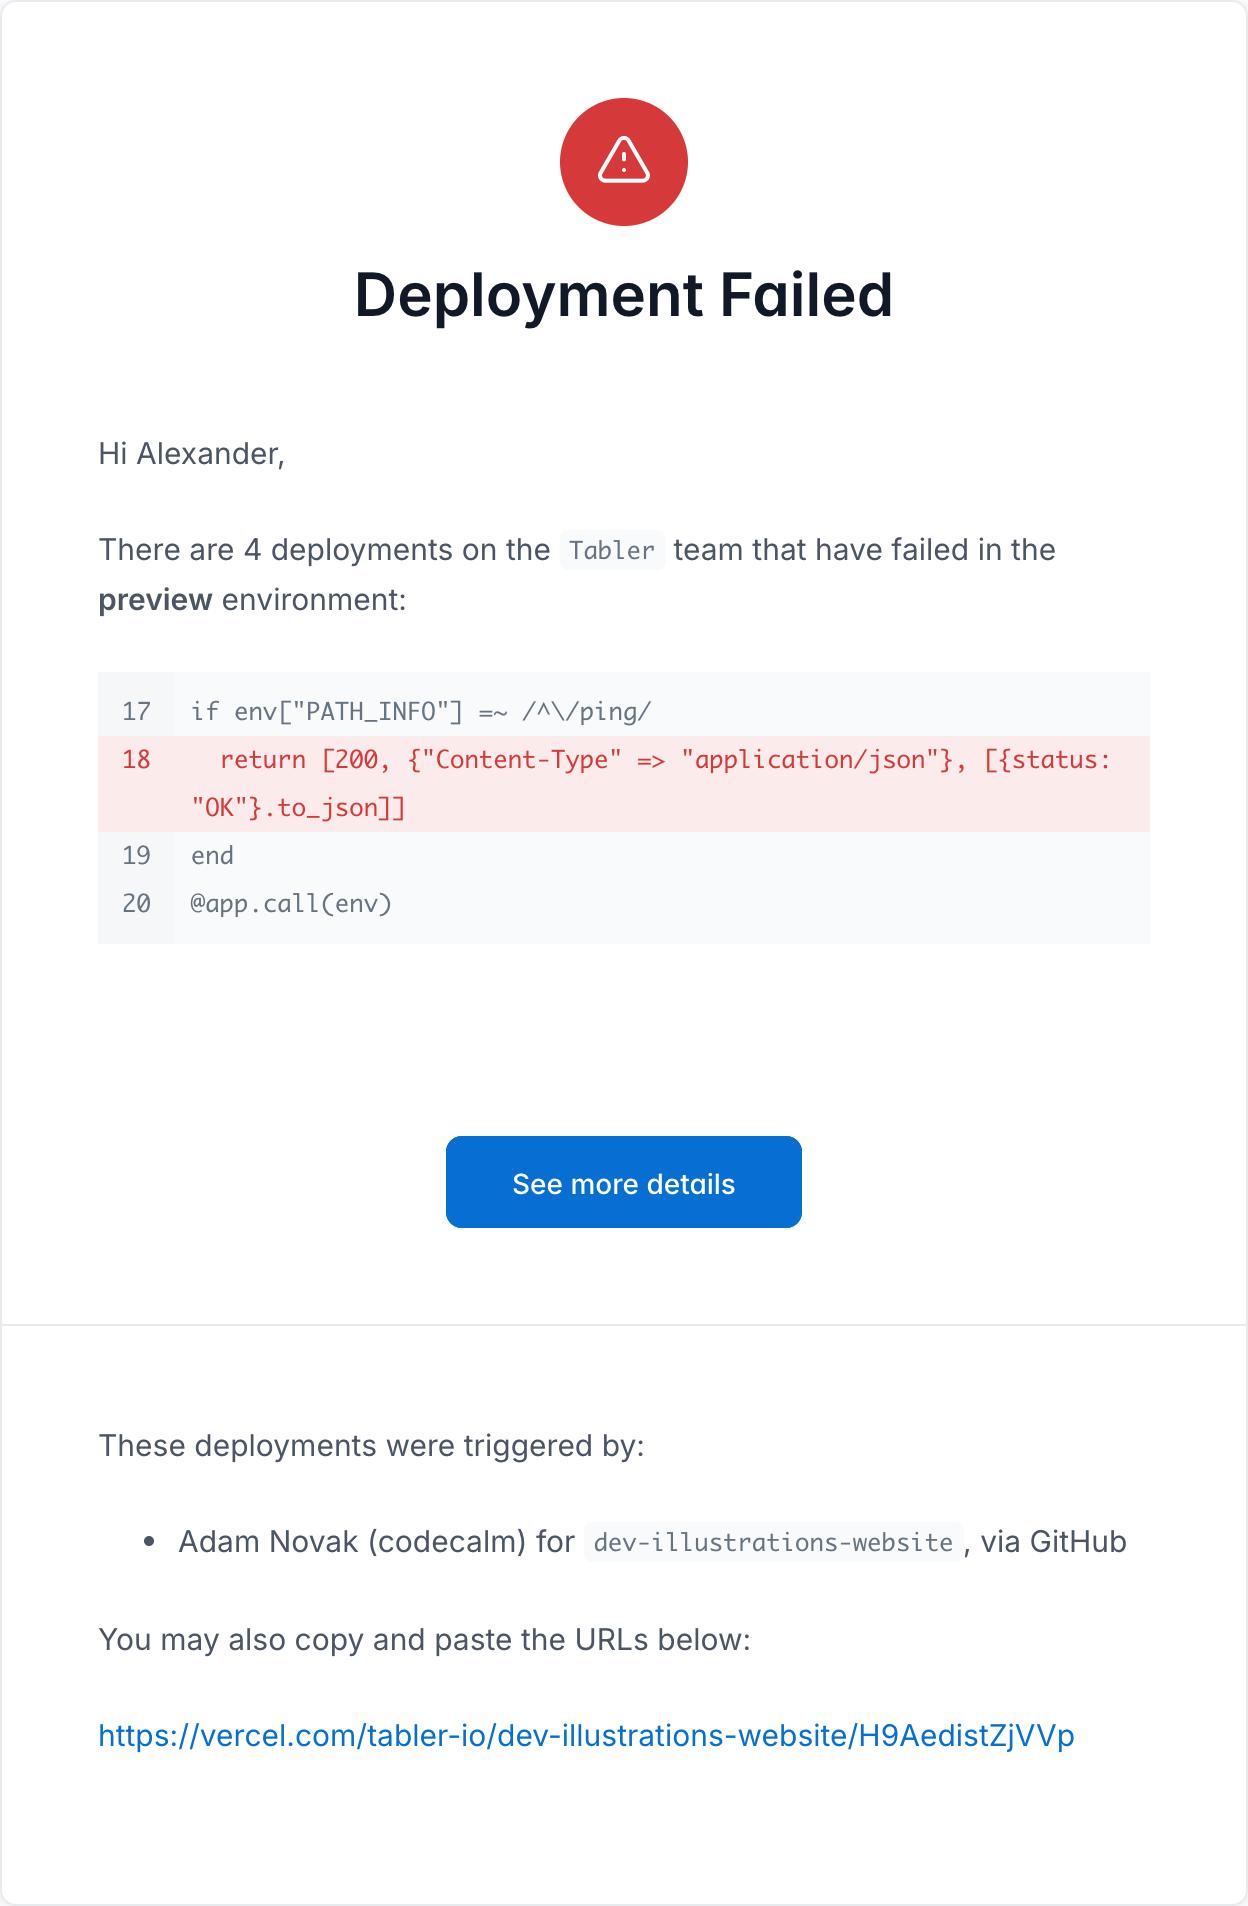 Deployment Failed
Hi Alexander,
There are 4 deployments on the Tabler team that have failed in the
preview environment:
17 if env["PATH_INFO"] =~ /^\/ping/
18   return [200, {"Content-Type" => "application/json"}, [{status:
"OK"}.to_json]]
19 end
20 @app.call(env)
See more details
These deployments were triggered by:
• Adam Novak (codecalm) for dev-illustrations-website, via GitHub
You may also copy and paste the URLs below:
https://vercel.com/tabler-io/dev-illustrations-website/H9AedistZjVVp